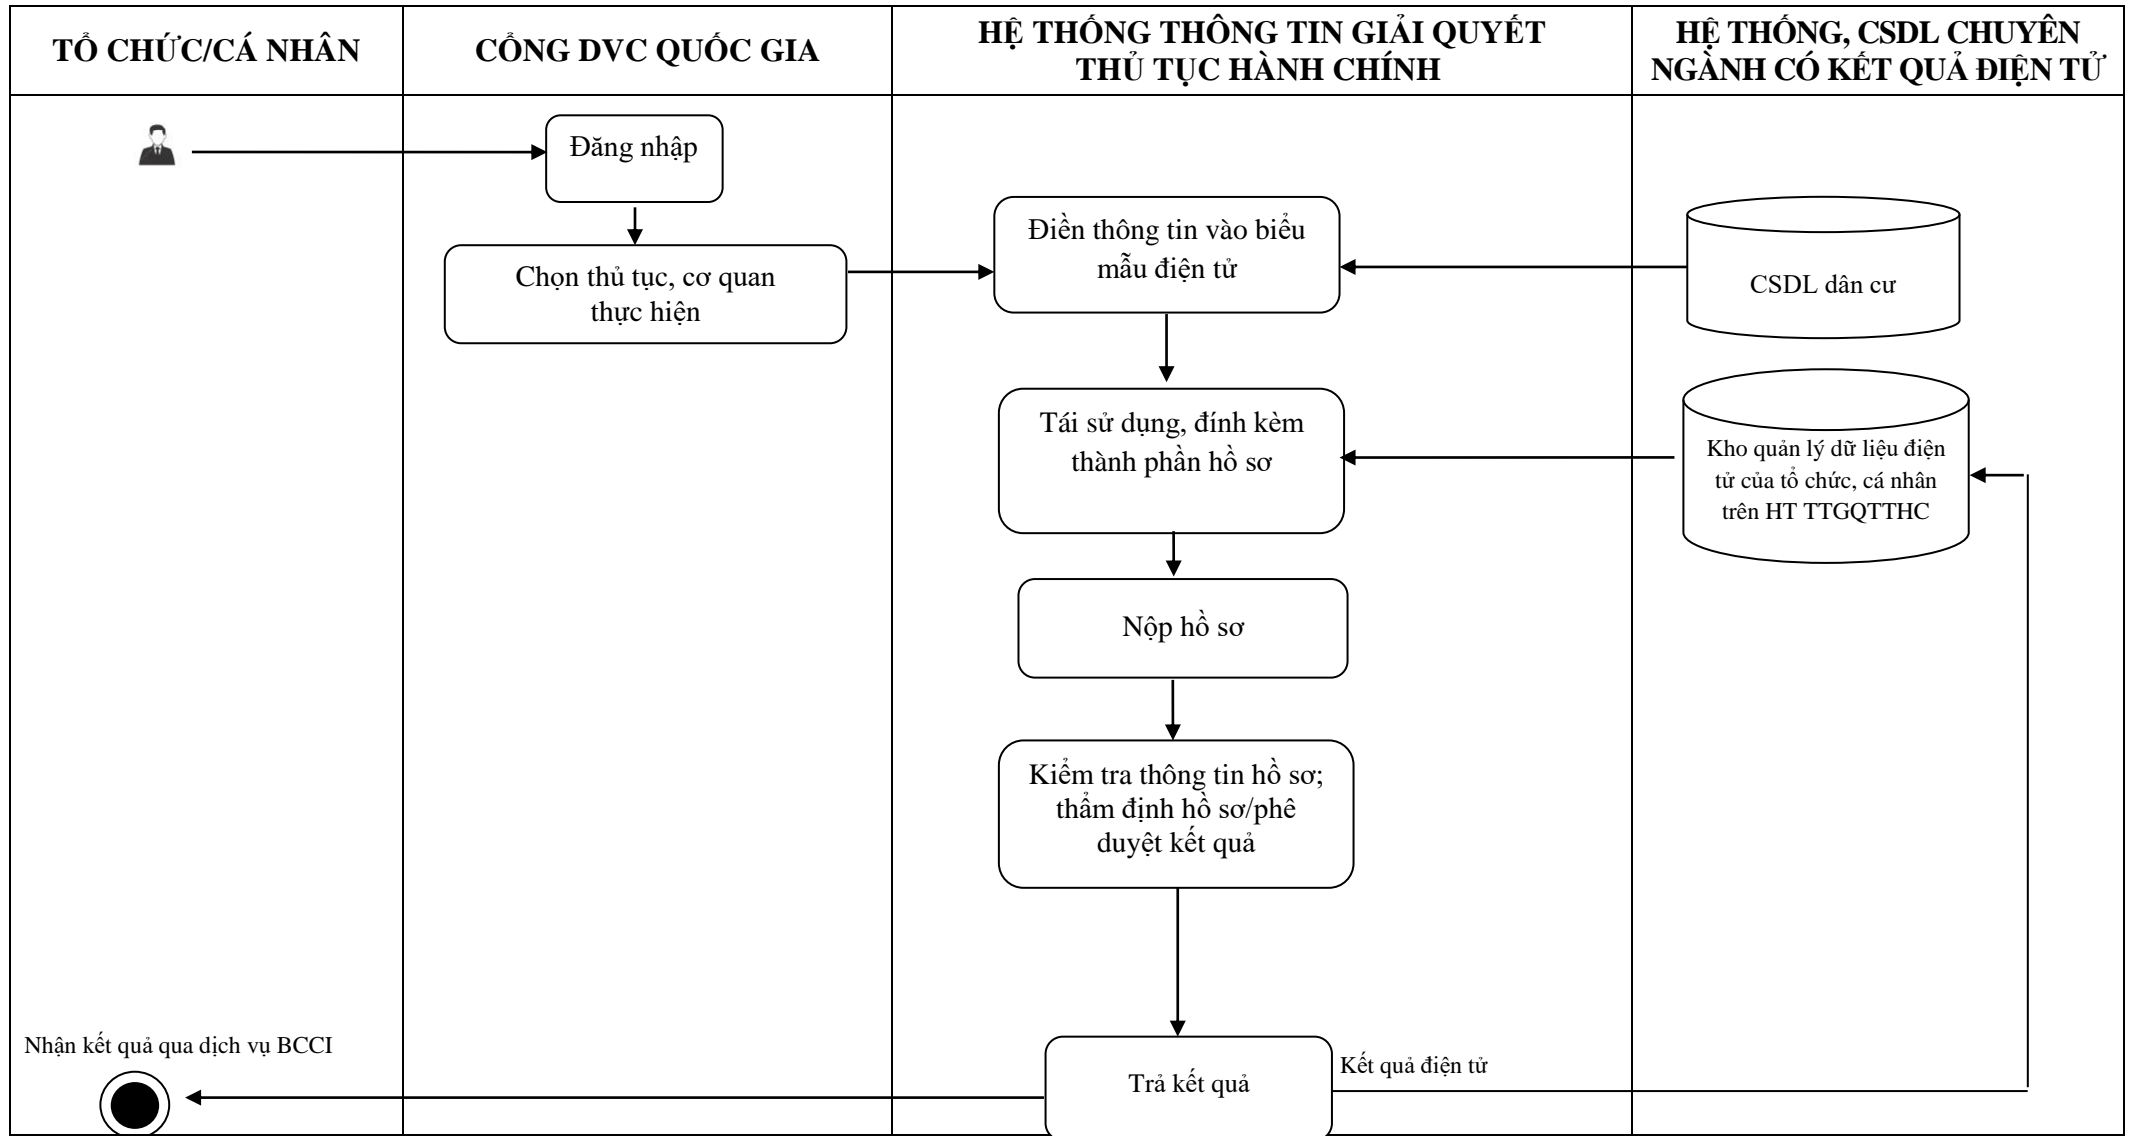 TỔ CHỨC/CÁ NHÂN
CỔNG DVC QUỐC GIA
HỆ THỐNG THÔNG TIN GIẢI QUYẾT
THỦ TỤC HÀNH CHÍNH
HỆ THỐNG, CSDL CHUYÊN
NGÀNH CÓ KẾT QUẢ ĐIỆN TỬ
Đăng nhập
Chọn thủ tục, cơ quan
thực hiện
Điền thông tin vào biểu
mẫu điện tử
CSDL dân cư
Tái sử dụng, đính kèm
thành phần hồ sơ
Kho quản lý dữ liệu điện
tử của tổ chức, cá nhân
trên HT TTGQTTHC
Nộp hồ sơ
Kiểm tra thông tin hồ sơ;
thẩm định hồ sơ/phê
duyệt kết quả
Nhận kết quả qua dịch vụ BCCI
Trả kết quả
Kết quả điện tử